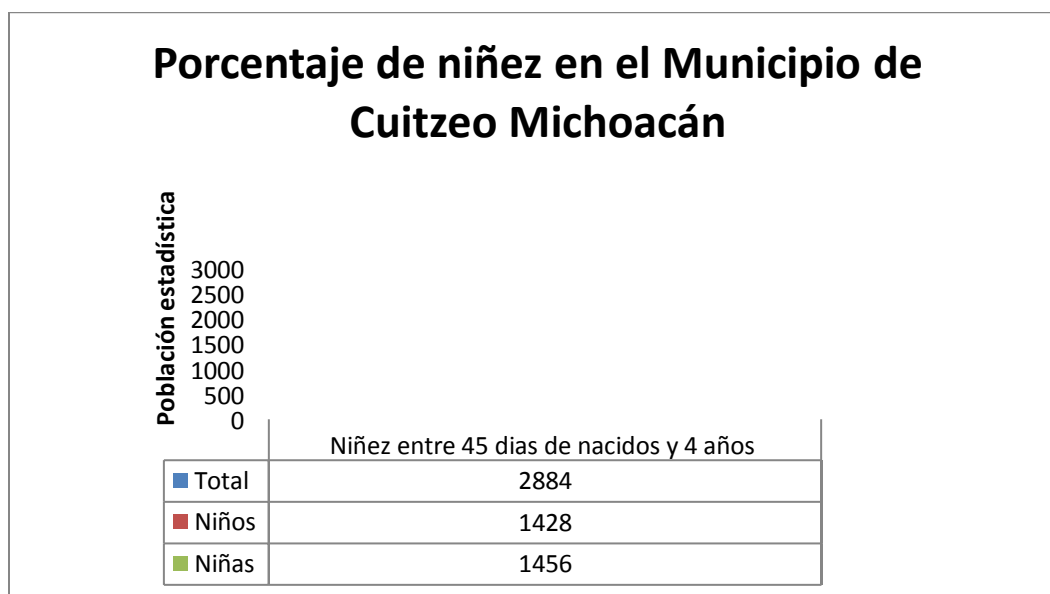 Porcentaje de niñez en el Municipio de
Cuitzeo Michoacán
Población estadística
3000
2500
2000
1500
1000
500
0
Niñez entre 45 dias de nacidos y 4 años
Total 2884
Niños 1428
Niñas 1456